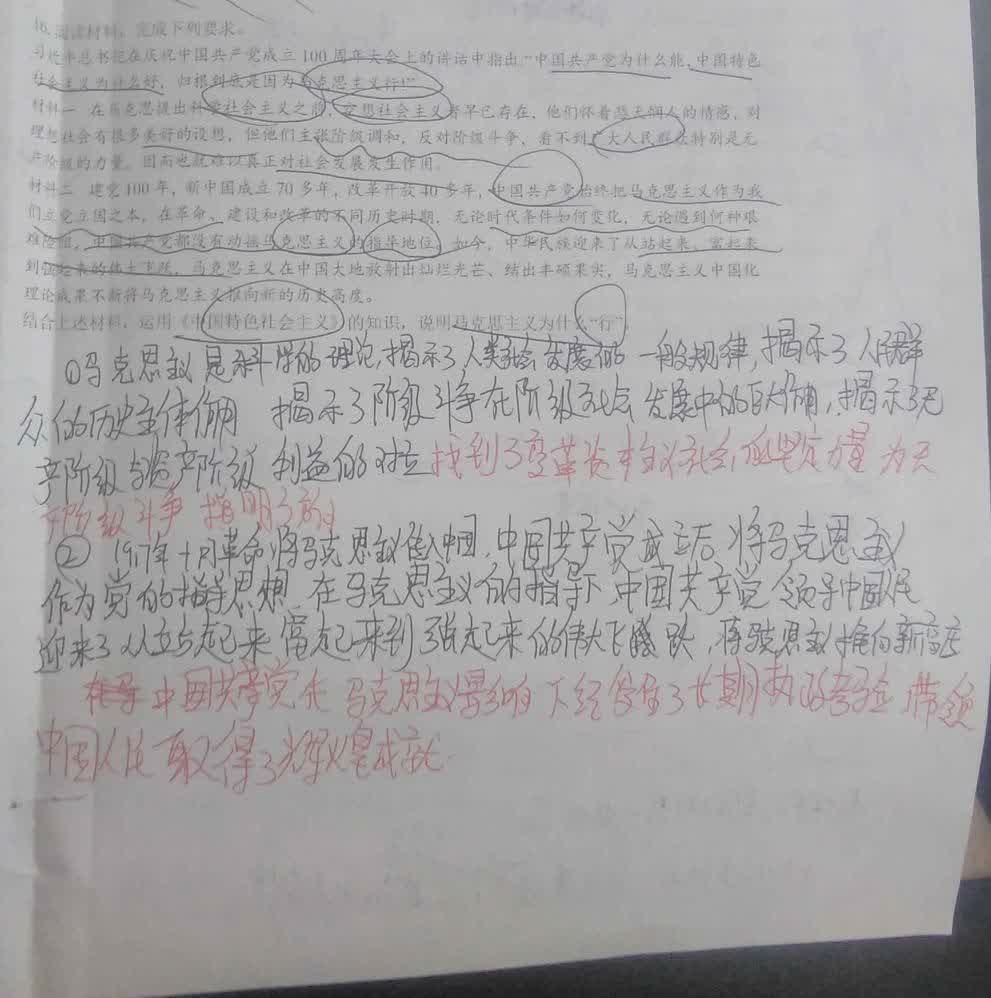 16.阅读材料，完成下列要求。
习近平总书记在庆祝中国共产党成立100周年大会上的讲话中指出“中国共产党为什么能,中国特色
社会主义为什么好，归根到底是因为马克思主义行!”
材料一 在马克思提出科学社会主义之前，空想社会主义者早已存在，他们怀着悲天悯人的情感，对
理想社会有很多美好的设想，但他们主张阶级调和，反对阶级斗争，看不到广大人民群众特别是无
产阶级的力量。因而也就难以真正对社会发展发生作用。
材料二 建党100年，新中国成立70多年，改革开放40多年，中国共产党始终把马克思主义作为我
们立党立国之本，在革命、建设和改革的不同历史时期，无论时代条件如何变化，无论遇到何种艰
难险阻，中国共产党都没有动摇马克思主义的指导地位。如今，中华民族迎来了从站起来、富起来
到强起来的伟大飞跃，马克思主义在中国大地放射出灿烂光芒、结出丰硕果实，马克思主义中国化
理论成果不断将马克思主义推向新的历史高度。
结合上述材料，运用《中国特色社会主义》的知识，说明马克思主义为什么“行”。
①马克思主义是科学的理论,揭示了人类社会发展的一般规律，揭示了人民群
众的历史主体作用 揭示了阶级斗争在阶级社会发展中的巨大作用,揭示了无
产阶级与资产阶级利益的对立 找到了变革资本主义社会的坚定力量 为无
产阶级斗争指明了方向
② 1917年十月革命,将马克思主义传入中国,中国共产党成立后 将马克思主义
作为党的指导思想 在马克思主义的指导下,中国共产党领导中国人民
迎来了从立起来富起来到强起来的伟大飞跃,将马克思主义推向新高度
中国共产党在马克思主义影响下经受住了长期执政考验 带领
中国人民取得了辉煌成就.